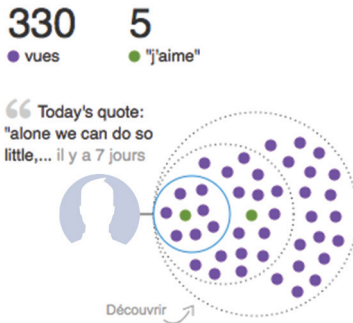 330 5
vues "j'aime"
“ Today's quote:
"alone we can do so
little,... il y a 7 jours
Découvrir